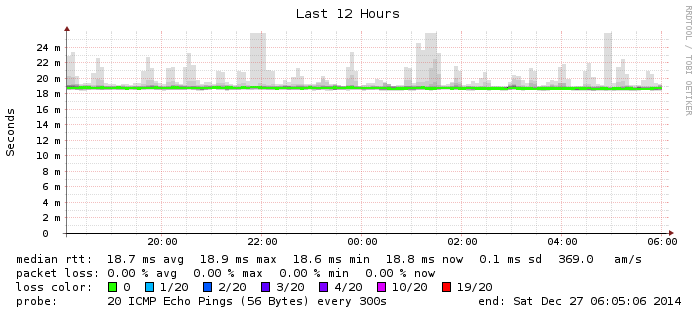 Last 12 Hours
RRDTOOL / TOBI OETIKER
Seconds
24 m
22 m
20 m
18 m
16 m
14 m
12 m
10 m
8 m
6 m
4 m
2 m
0
20:00 22:00 00:00 02:00 04:00 06:00
median rtt: 18.7 ms avg 18.9 ms max 18.6 ms min 18.8 ms now 0.1 ms sd 369.0 am/s
packet loss: 0.00 % avg 0.00 % max 0.00 % min 0.00 % now
loss color: 0 1/20 2/20 3/20 4/20 10/20 19/20
probe: 20 ICMP Echo Pings (56 Bytes) every 300s end: Sat Dec 27 06:05:06 2014